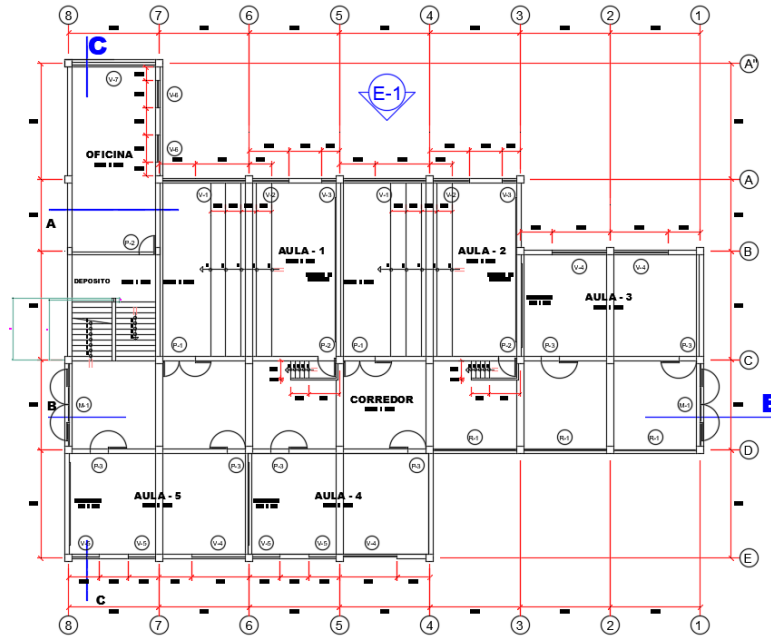 8 7 6 5 4 3 2 1
C
A"
V-7
V-6
E-1
V-6
OFICINA
A
V-1 V-2 V-3 V-1 V-2 V-3
A
P-2
AULA - 1 AULA - 2
B
V-4 V-4
DEPOSITO
AULA - 3
P-1 P-2 P-1 P-2 P-3 P-3
C
CORREDOR
B
M-1 M-1
B
R-1 R-1 R-1
D
P-3 P-3 P-3 P-3
AULA - 5 AULA - 4
V-5 V-5 V-4 V-5 V-5 V-4
E
C
8 7 6 5 4 3 2 1